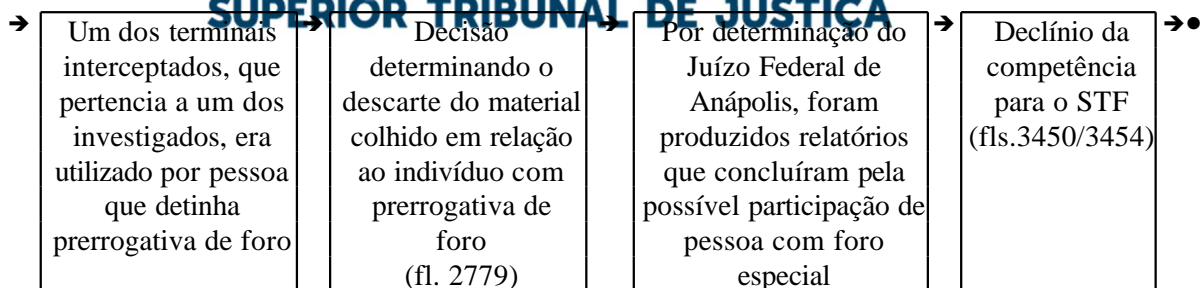 SUPERIOR TRIBUNAL DE JUSTIÇA
Um dos terminais
interceptados, que
pertencia a um dos
investigados, era
utilizado por pessoa
que detinha
prerrogativa de foro
Decisão
determinando o
descarte do material
colhido em relação
ao indivíduo com
prerrogativa de
foro
(fl. 2779)
Por determinação do
Juízo Federal de
Anápolis, foram
produzidos relatórios
que concluíram pela
possível participação de
pessoa com foro
especial
Declínio da
competência
para o STF
(fls.3450/3454)